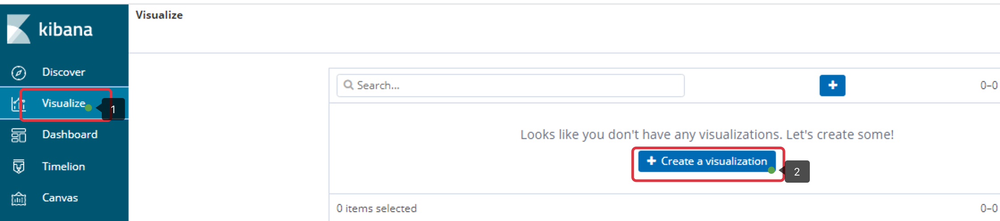 kibana
Discover
Visualize
1
Dashboard
Timelion
Canvas
Visualize
Search...
0–0
Looks like you don't have any visualizations. Let's create some!
Create a visualization
2
0 items selected
0–0